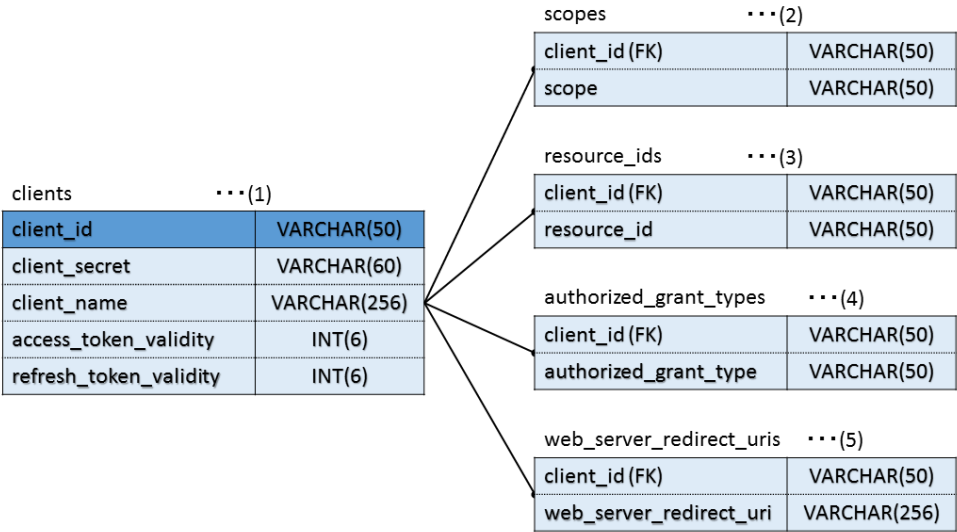 scopes ・・・(2)
client_id (FK) VARCHAR(50)
scope VARCHAR(50)
resource_ids ・・・(3)
client_id (FK) VARCHAR(50)
resource_id VARCHAR(50)
clients ・・・(1)
client_id VARCHAR(50)
client_secret VARCHAR(60)
client_name VARCHAR(256)
access_token_validity INT(6)
refresh_token_validity INT(6)
authorized_grant_types ・・・(4)
client_id (FK) VARCHAR(50)
authorized_grant_type VARCHAR(50)
web_server_redirect_uris ・・・(5)
client_id (FK) VARCHAR(50)
web_server_redirect_uri VARCHAR(256)